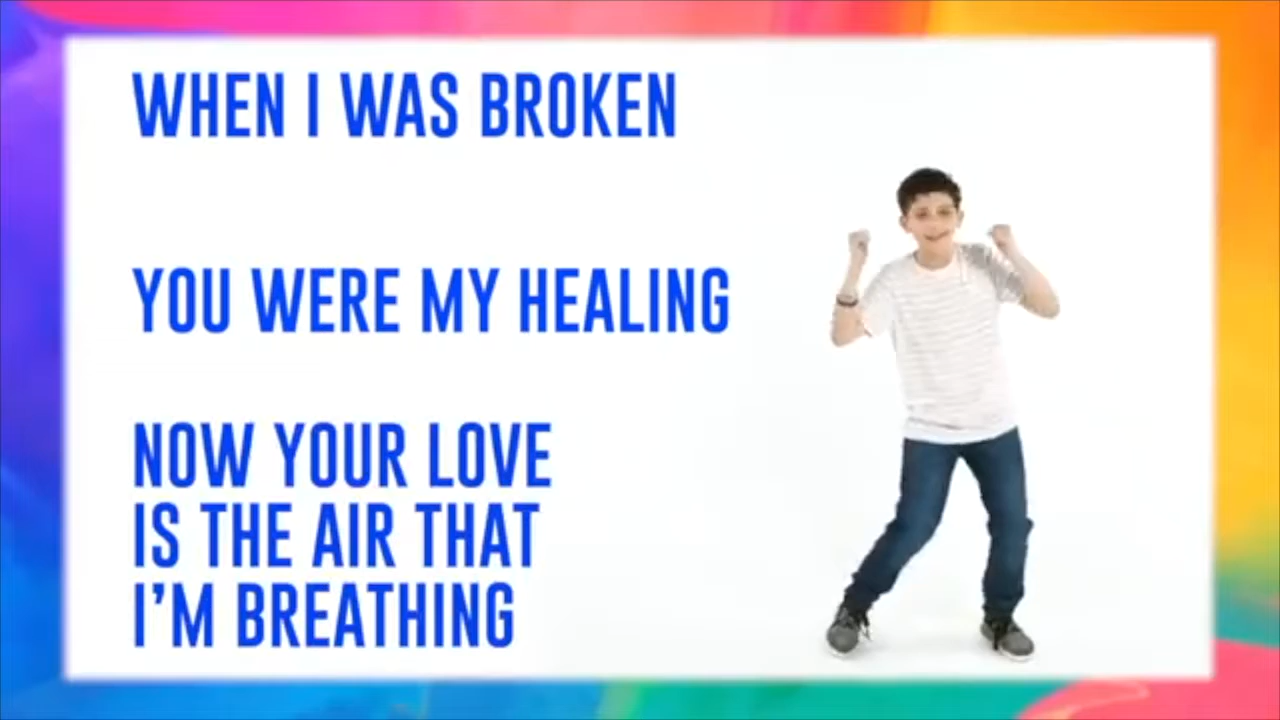 WHEN I WAS BROKEN
YOU WERE MY HEALING
NOW YOUR LOVE
IS THE AIR THAT
I'M BREATHING